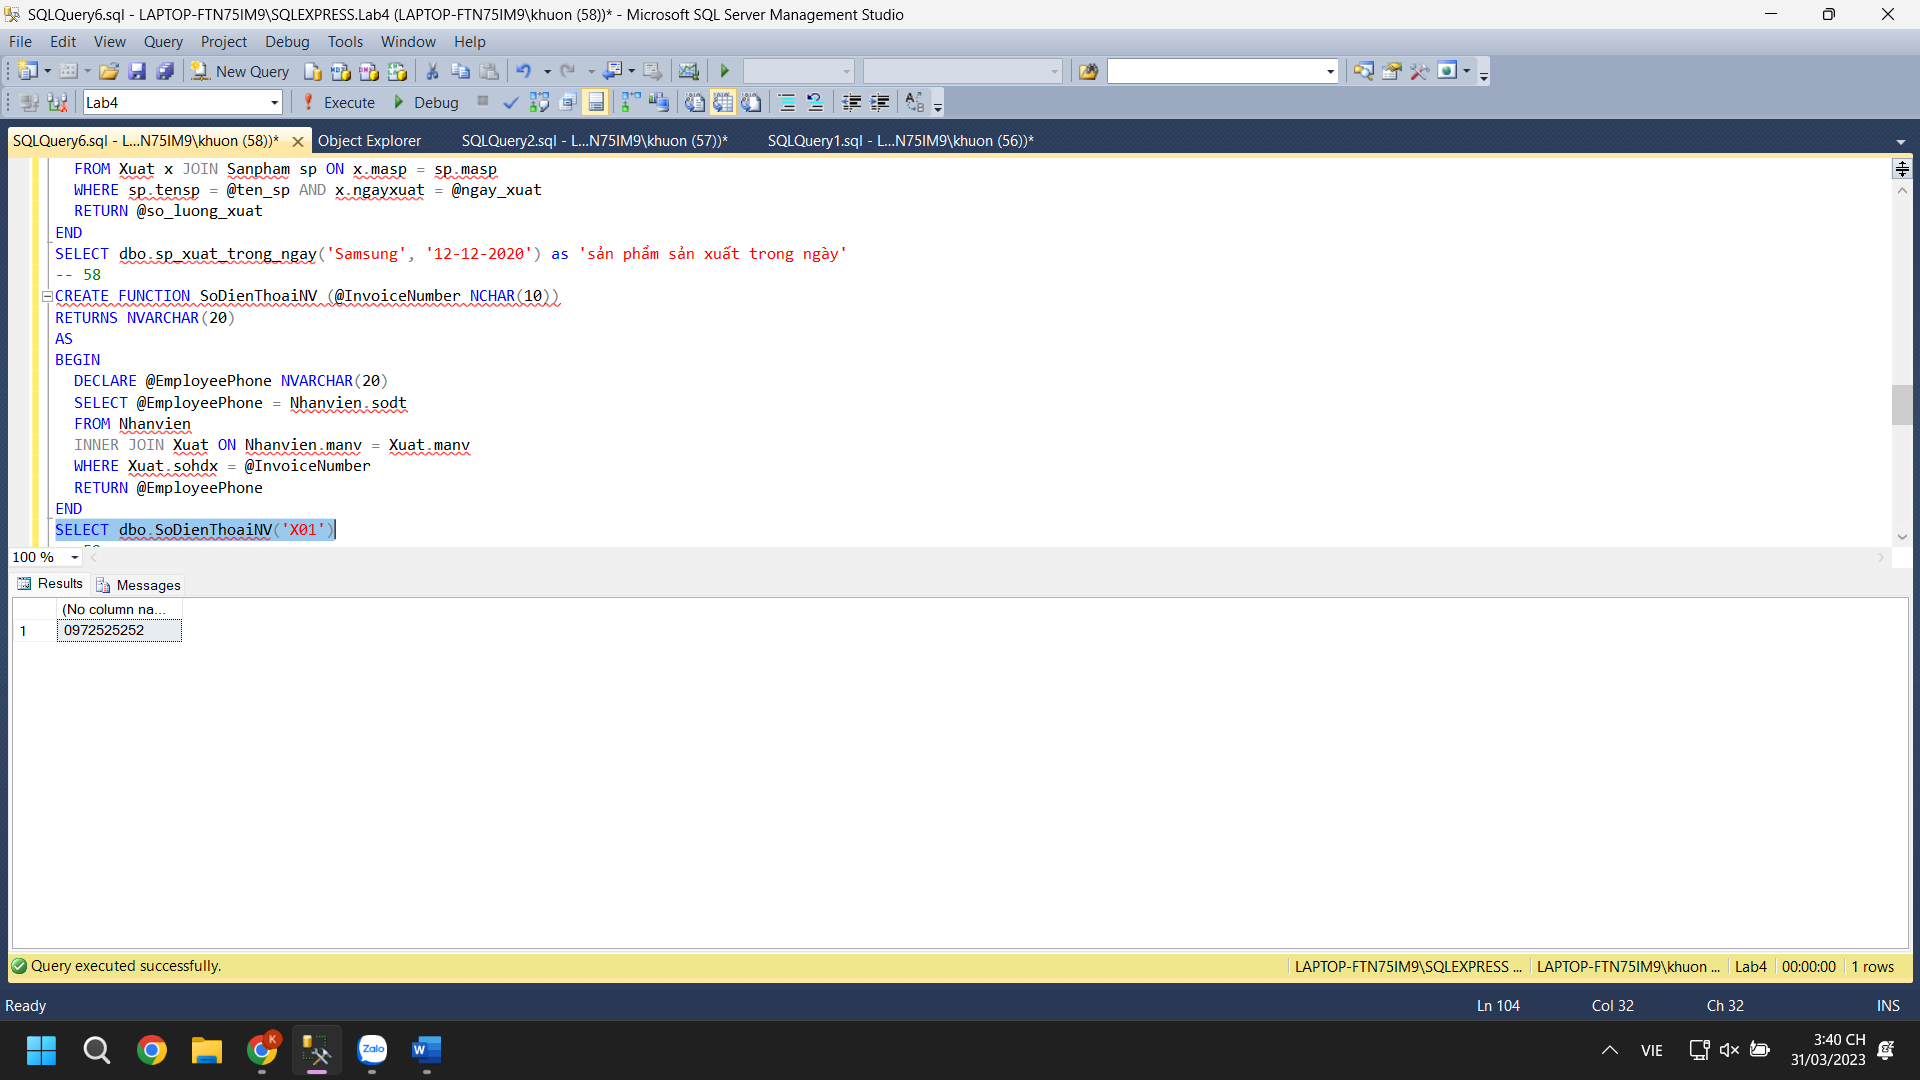 SQLQuery6.sql - LAPTOP-FTN75IM9\SQLEXPRESS.Lab4 (LAPTOP-FTN75IM9\khuon (58))* - Microsoft SQL Server Management Studio
File Edit View Query Project Debug Tools Window Help
New Query
Lab4 Execute Debug
SQLQuery6.sql - L...N75IM9\khuon (58))* Object Explorer SQLQuery2.sql - L...N75IM9\khuon (57))* SQLQuery1.sql - L...N75IM9\khuon (56))*
FROM Xuat x JOIN Sanpham sp ON x.masp = sp.masp
WHERE sp.tensp = @ten_sp AND x.ngayxuat = @ngay_xuat
RETURN @so_luong_xuat
END
SELECT dbo.sp_xuat_trong_ngay('Samsung', '12-12-2020') as 'sản phẩm sản xuất trong ngày'
-- 58
CREATE FUNCTION SoDienThoaiNV (@InvoiceNumber NCHAR(10))
RETURNS NVARCHAR(20)
AS
BEGIN
DECLARE @EmployeePhone NVARCHAR(20)
SELECT @EmployeePhone = Nhanvien.sodt
FROM Nhanvien
INNER JOIN Xuat ON Nhanvien.manv = Xuat.manv
WHERE Xuat.sohdx = @InvoiceNumber
RETURN @EmployeePhone
END
SELECT dbo.SoDienThoaiNV('X01')
100 %
Results Messages
(No column na...
1 0972525252
Query executed successfully. LAPTOP-FTN75IM9\SQLEXPRESS ... LAPTOP-FTN75IM9\khuon ... Lab4 00:00:00 1 rows
Ready Ln 104 Col 32 Ch 32 INS
K Zalo W VIE 3:40 CH
31/03/2023